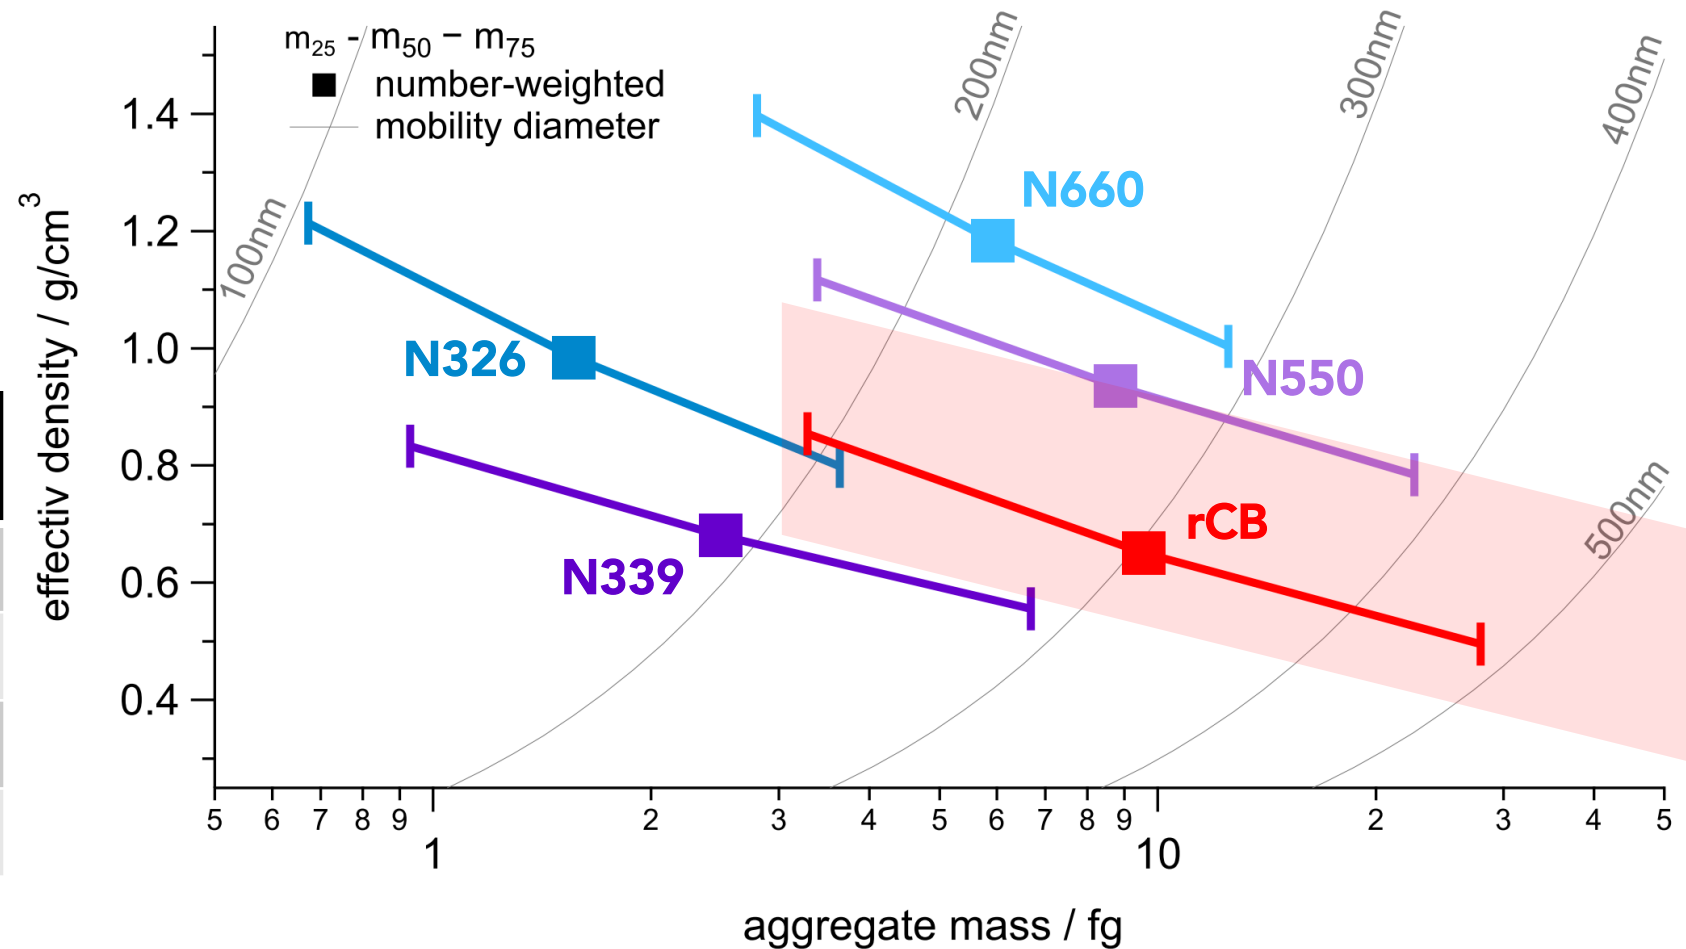 m25 - m50 – m75
number-weighted
mobility diameter
100nm
200nm
300nm
400nm
500nm
N660
N550
N326
N339
rCB
effectiv density / g/cm3
1.4
1.2
1.0
0.8
0.6
0.4
5 6 7 8 9 2 3 4 5 6 7 8 9 2 3 4 5
1 10
aggregate mass / fg